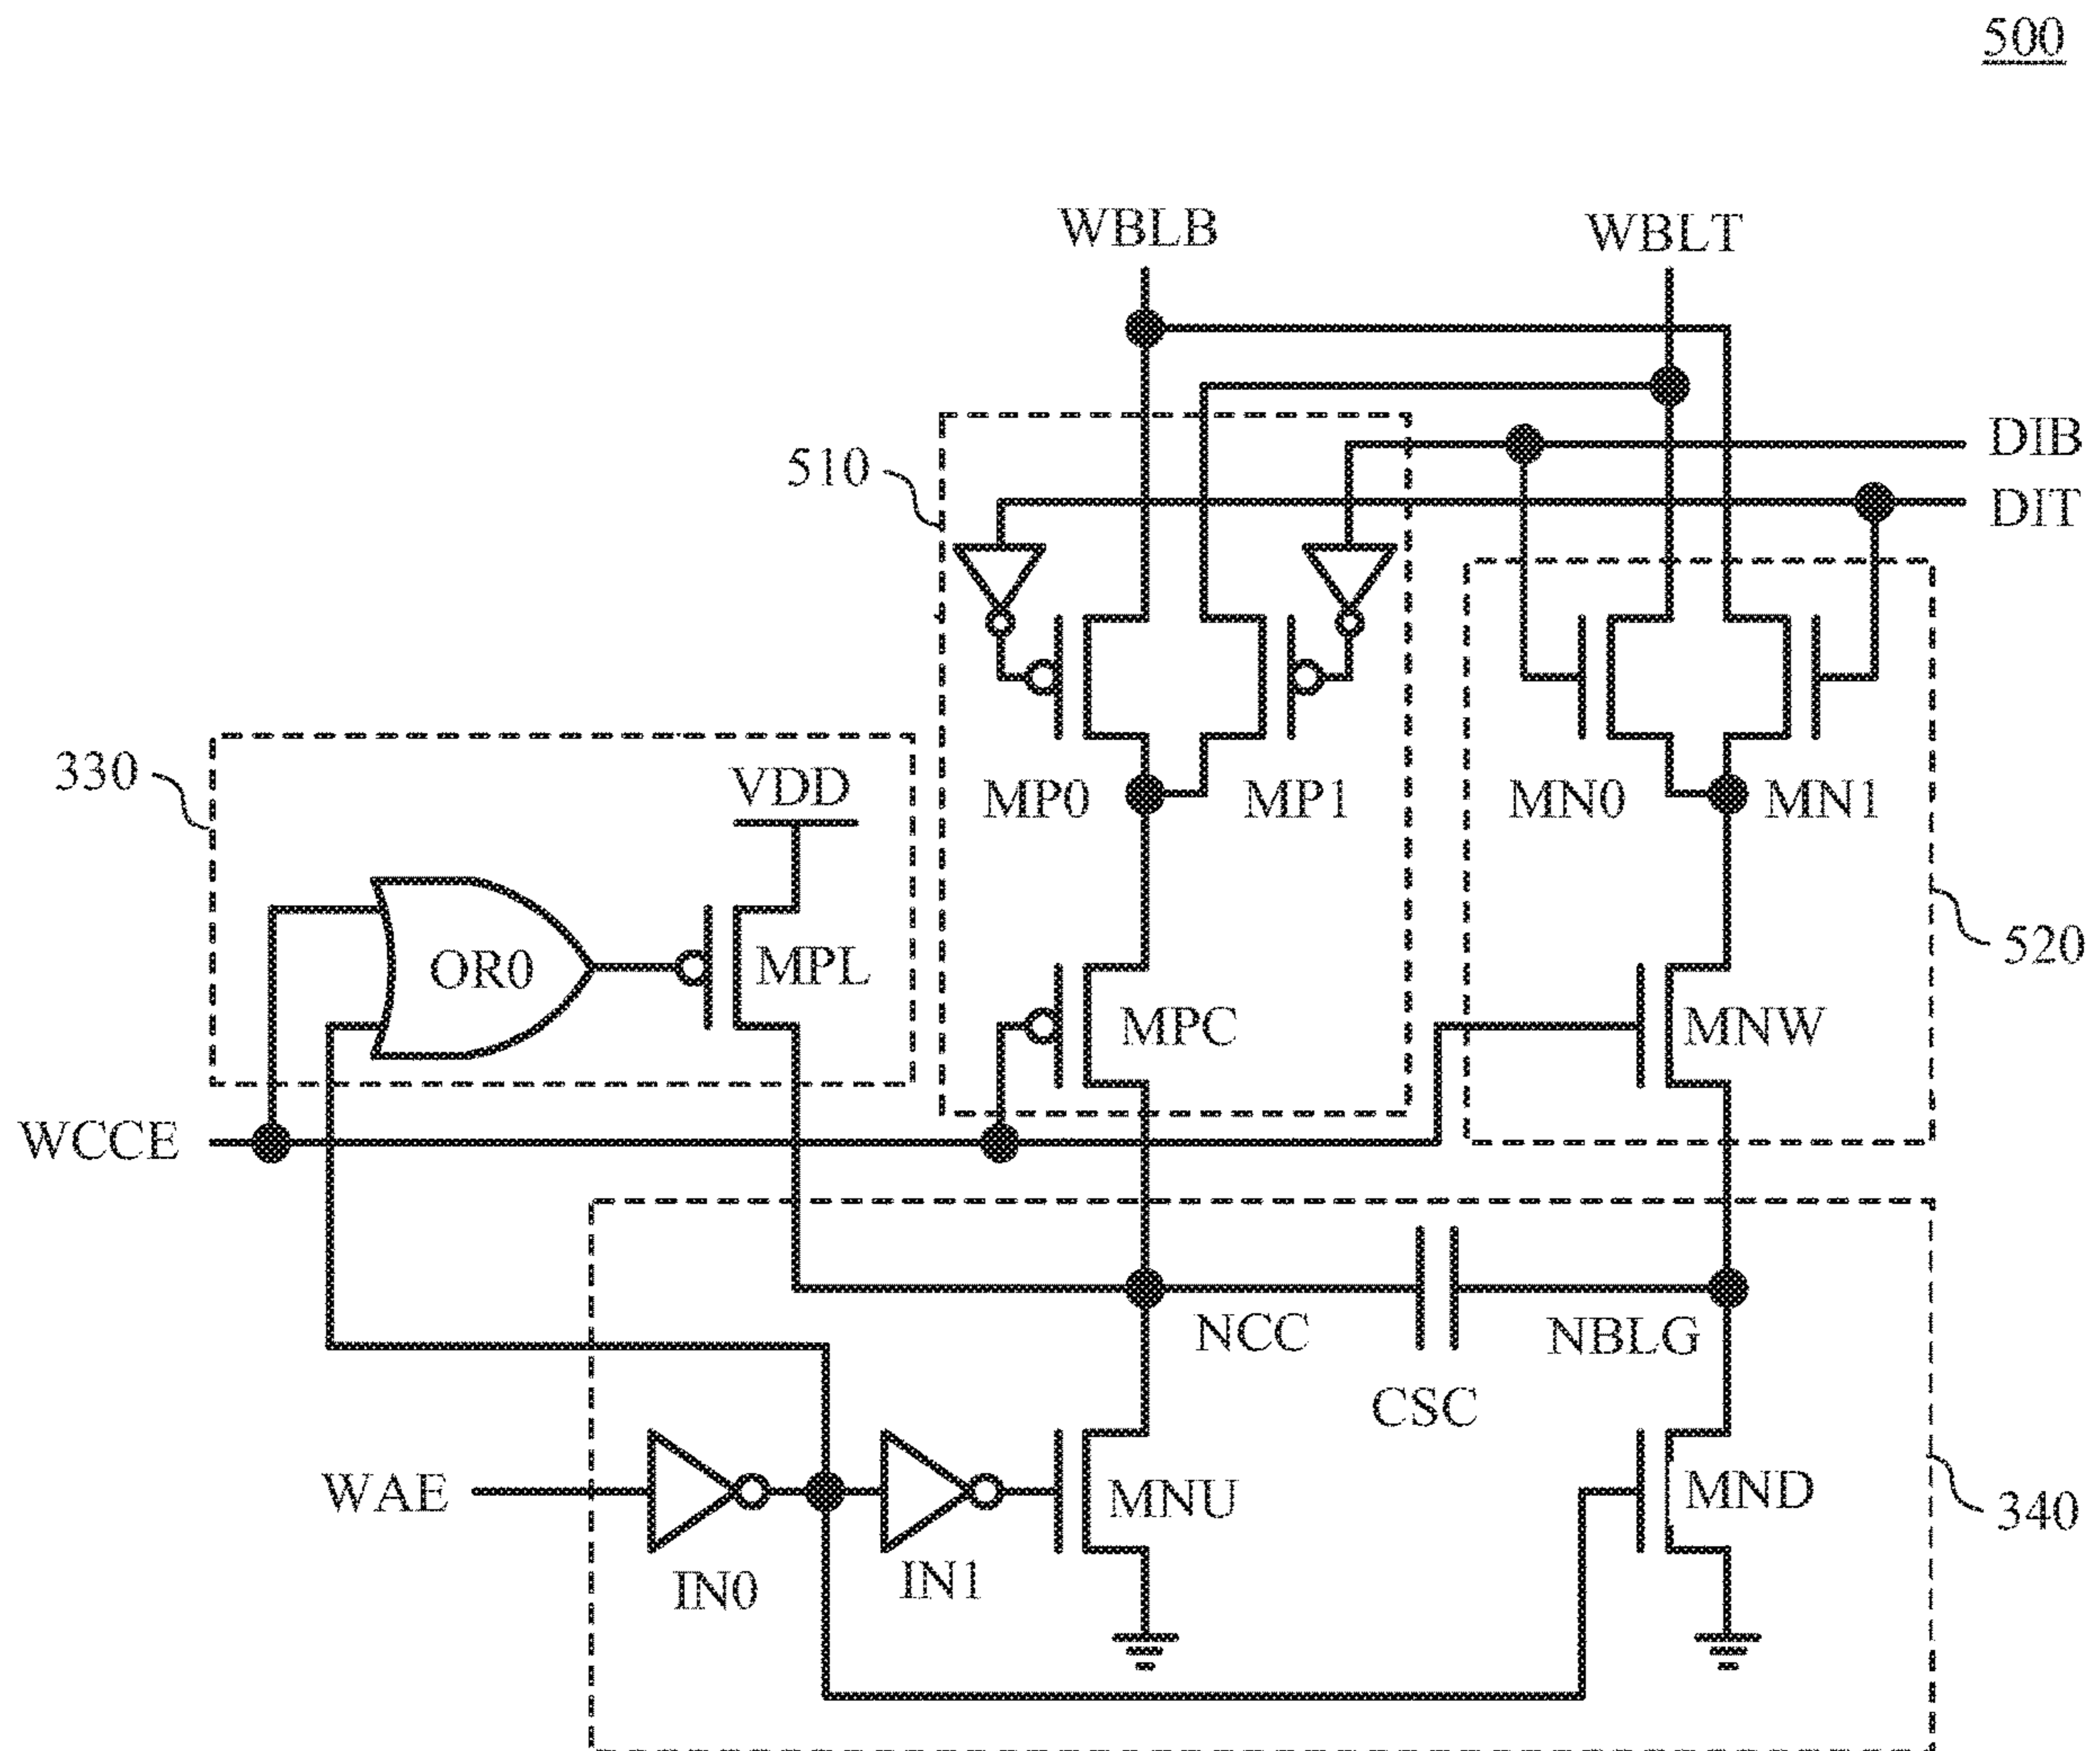 500
WBLB
WBLT
DIB
510
DIT
330
VDD
MP0
MP1
MN0
MN1
OR0
MPL
520
MPC
MNW
WCCE
NCC
NBLG
CSC
WAE
MNU
MND
340
IN0
IN1